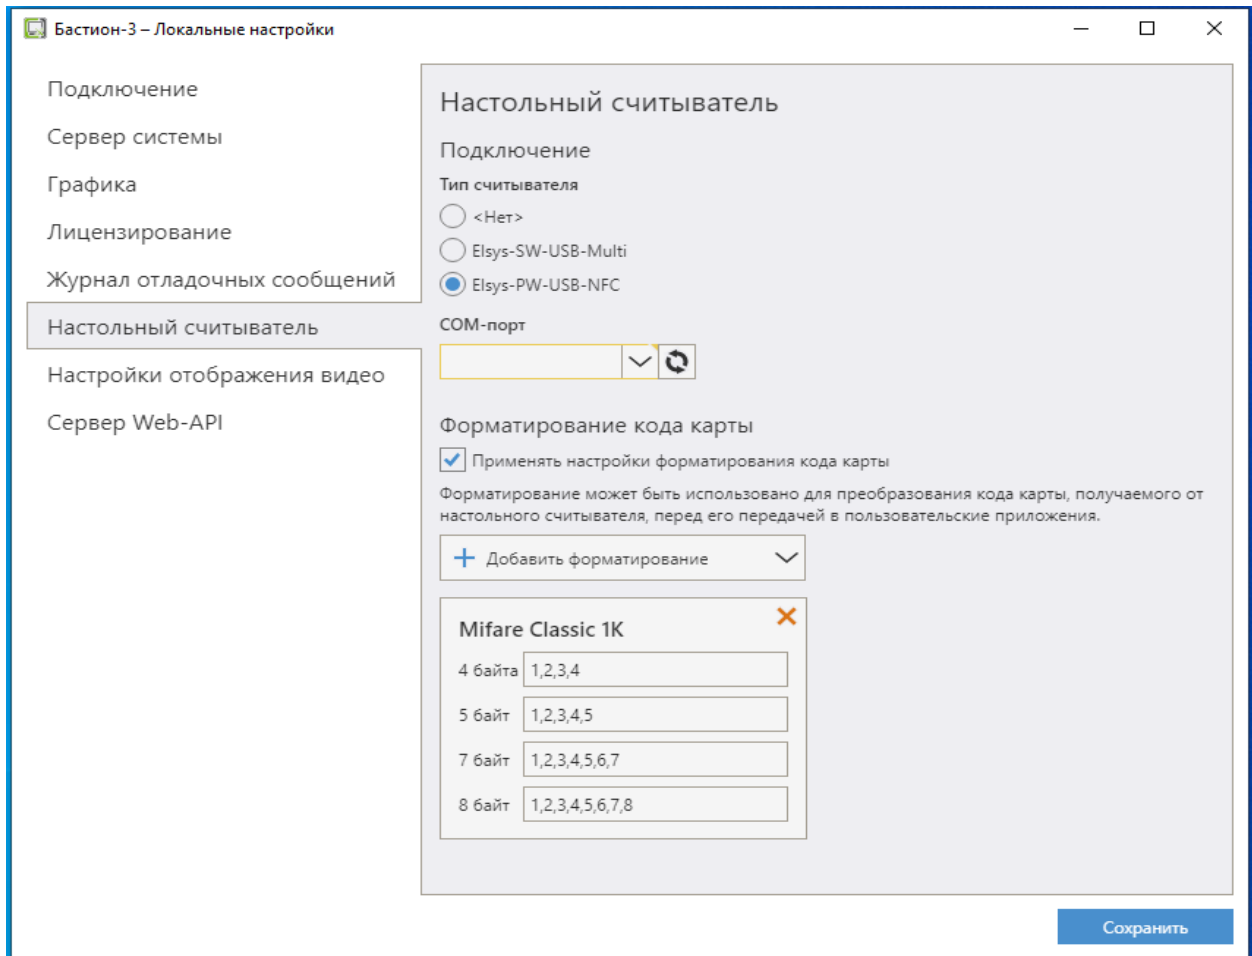 Бастион-3 – Локальные настройки
Подключение
Сервер системы
Графика
Лицензирование
Журнал отладочных сообщений
Настольный считыватель
Настройки отображения видео
Сервер Web-API
Настольный считыватель
Подключение
Тип считывателя
<Нет>
Elsys-SW-USB-Multi
Elsys-PW-USB-NFC
COM-порт
Форматирование кода карты
Применять настройки форматирования кода карты
Форматирование может быть использовано для преобразования кода карты, получаемого от
настольного считывателя, перед его передачей в пользовательские приложения.
Добавить форматирование
Mifare Classic 1K
4 байта 1,2,3,4
5 байт 1,2,3,4,5
7 байт 1,2,3,4,5,6,7
8 байт 1,2,3,4,5,6,7,8
Сохранить